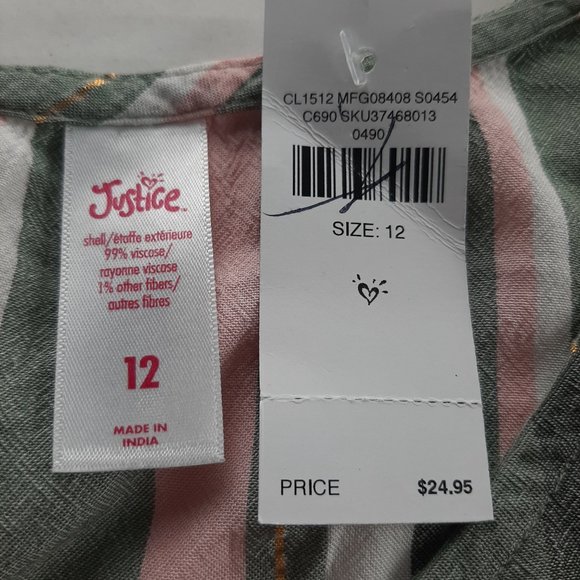 Justice™
shell/étoffe extérieure
99% viscose/
rayonne viscose
1% other fibers/
autres fibres
12
MADE IN
INDIA
CL1512 MFG08408 S0454
C690 SKU37468013
0490
SIZE: 12
PRICE $24.95